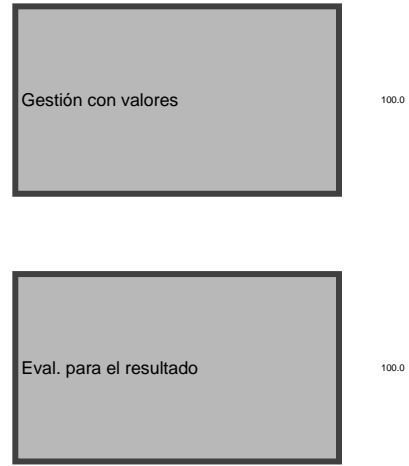 Gestión con valores
100.0
Eval. para el resultado
100.0